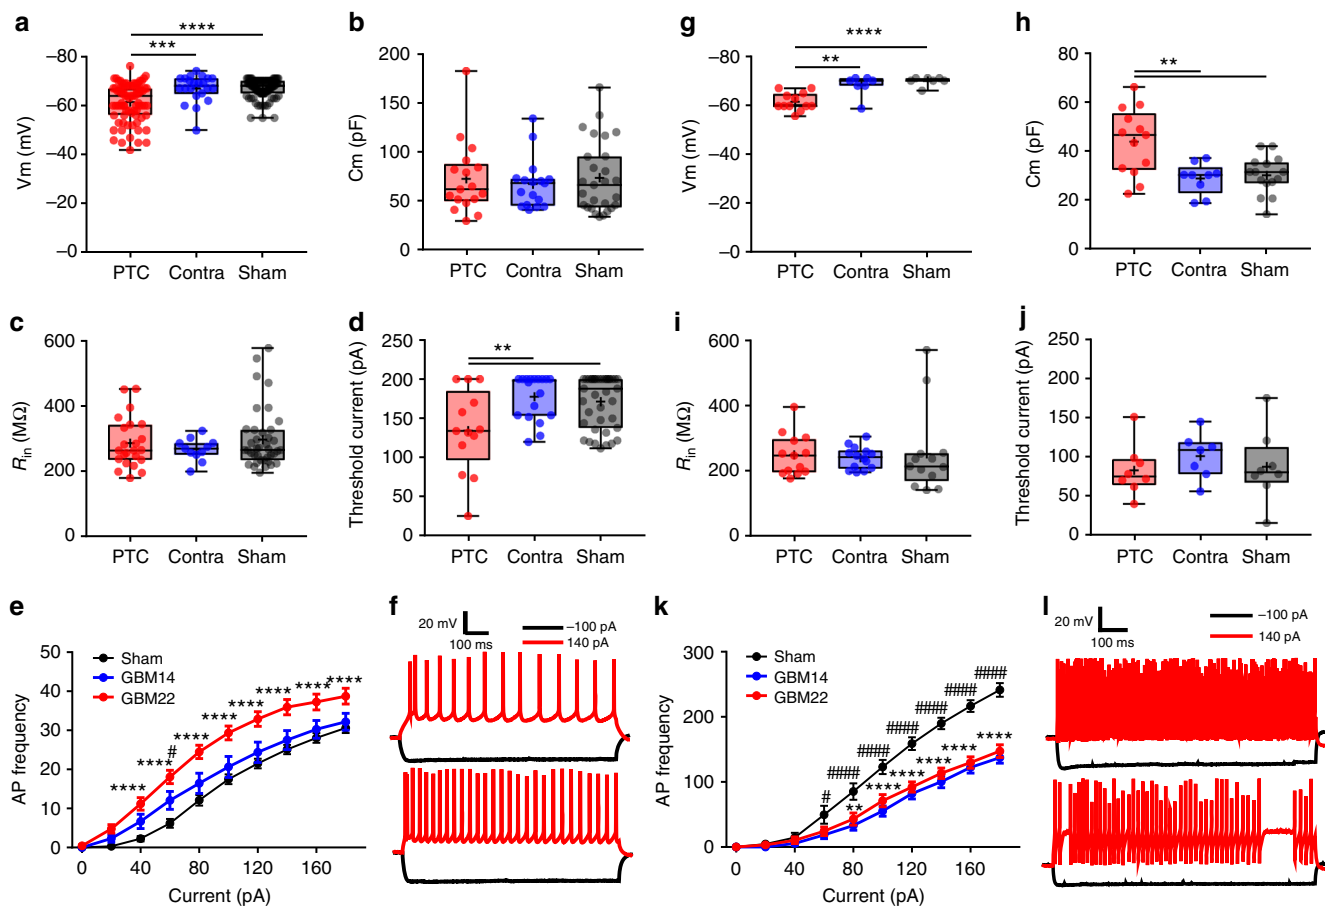 a
****
***
Vm (mV)
–80
–60
–40
–20
–0
PTC Contra Sham
b
Cm (pF)
200
150
100
50
0
PTC Contra Sham
g
****
**
Vm (mV)
–80
–60
–40
–20
–0
PTC Contra Sham
h
**
Cm (pF)
80
60
40
20
0
PTC Contra Sham
c
Rin (MΩ)
600
400
200
0
PTC Contra Sham
d
**
Threshold current (pA)
250
200
150
100
50
0
PTC Contra Sham
i
Rin (MΩ)
600
400
200
0
PTC Contra Sham
j
Threshold current (pA)
250
200
150
100
50
0
PTC Contra Sham
e
AP frequency
50
40
30
20
10
0
Sham
GBM14
GBM22
**** **** # **** **** **** **** **** ****
0 40 80 120 160
Current (pA)
f
20 mV
100 ms
–100 pA
140 pA
k
AP frequency
300
200
100
0
Sham
GBM14
GBM22
# #### #### #### #### #### ####
** **** **** **** **** ****
0 40 80 120 160
Current (pA)
l
20 mV
100 ms
–100 pA
140 pA